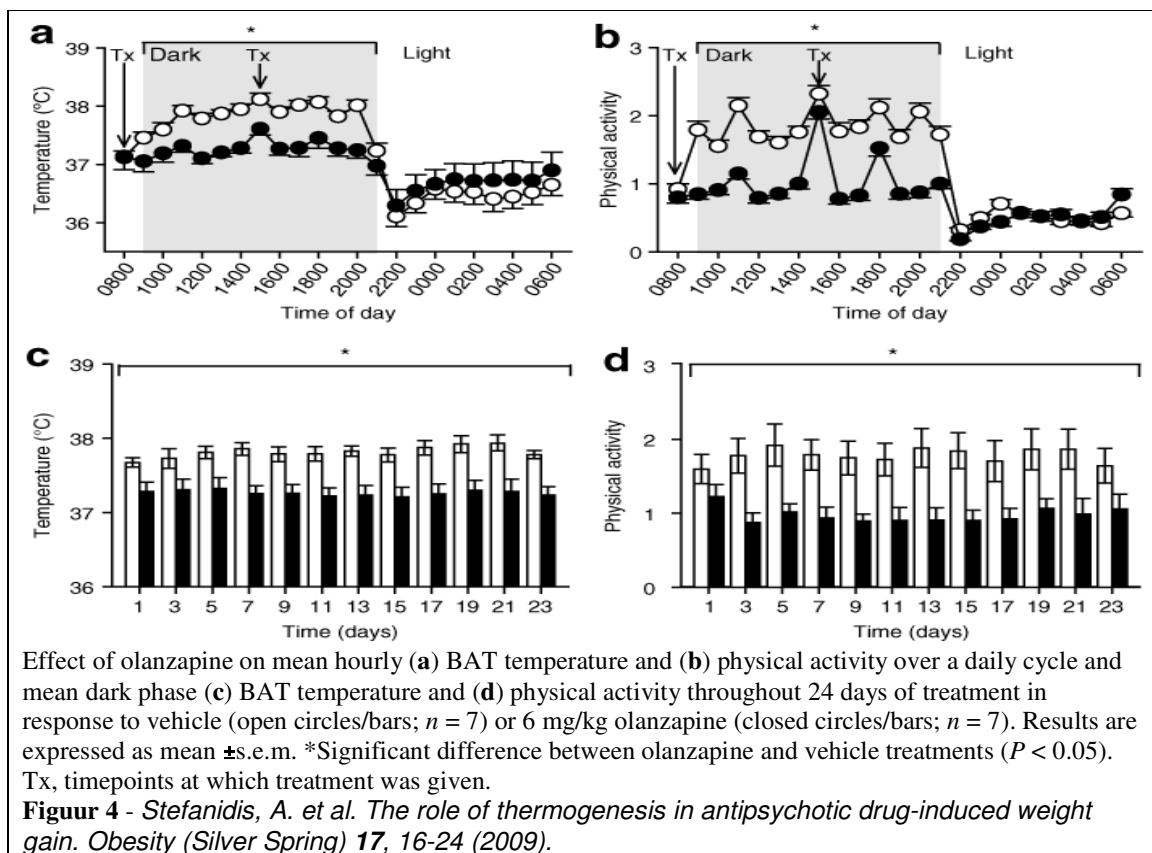 a
39
38
37
36
Temperature (°C)
Tx
Dark
*
Tx
Light
0800
1000
1200
1400
1600
1800
2000
2200
0000
0200
0400
0600
Time of day
b
3
2
1
0
Physical activity
Tx
Dark
*
Tx
Light
0800
1000
1200
1400
1600
1800
2000
2200
0000
0200
0400
0600
Time of day
c
39
38
37
36
Temperature (°C)
*
1 3 5 7 9 11 13 15 17 19 21 23
Time (days)
d
3
2
1
0
Physical activity
*
1 3 5 7 9 11 13 15 17 19 21 23
Time (days)
Effect of olanzapine on mean hourly (a) BAT temperature and (b) physical activity over a daily cycle and
mean dark phase (c) BAT temperature and (d) physical activity throughout 24 days of treatment in
response to vehicle (open circles/bars; n = 7) or 6 mg/kg olanzapine (closed circles/bars; n = 7). Results are
expressed as mean ±s.e.m. *Significant difference between olanzapine and vehicle treatments (P < 0.05).
Tx, timepoints at which treatment was given.
Figuur 4 - Stefanidis, A. et al. The role of thermogenesis in antipsychotic drug-induced weight
gain. Obesity (Silver Spring) 17, 16-24 (2009).